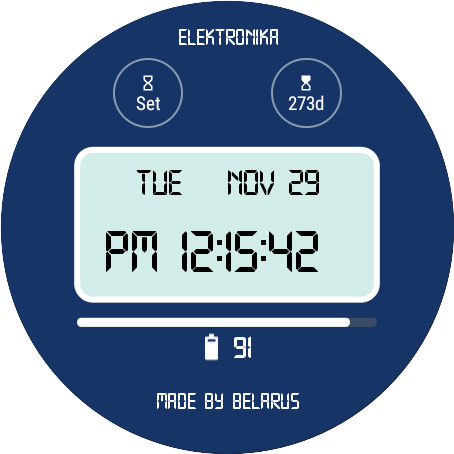 ELEKTRONIKA
Set
273d
TUE NOV 29
PM 12:15:42
91
MADE BY BELARUS